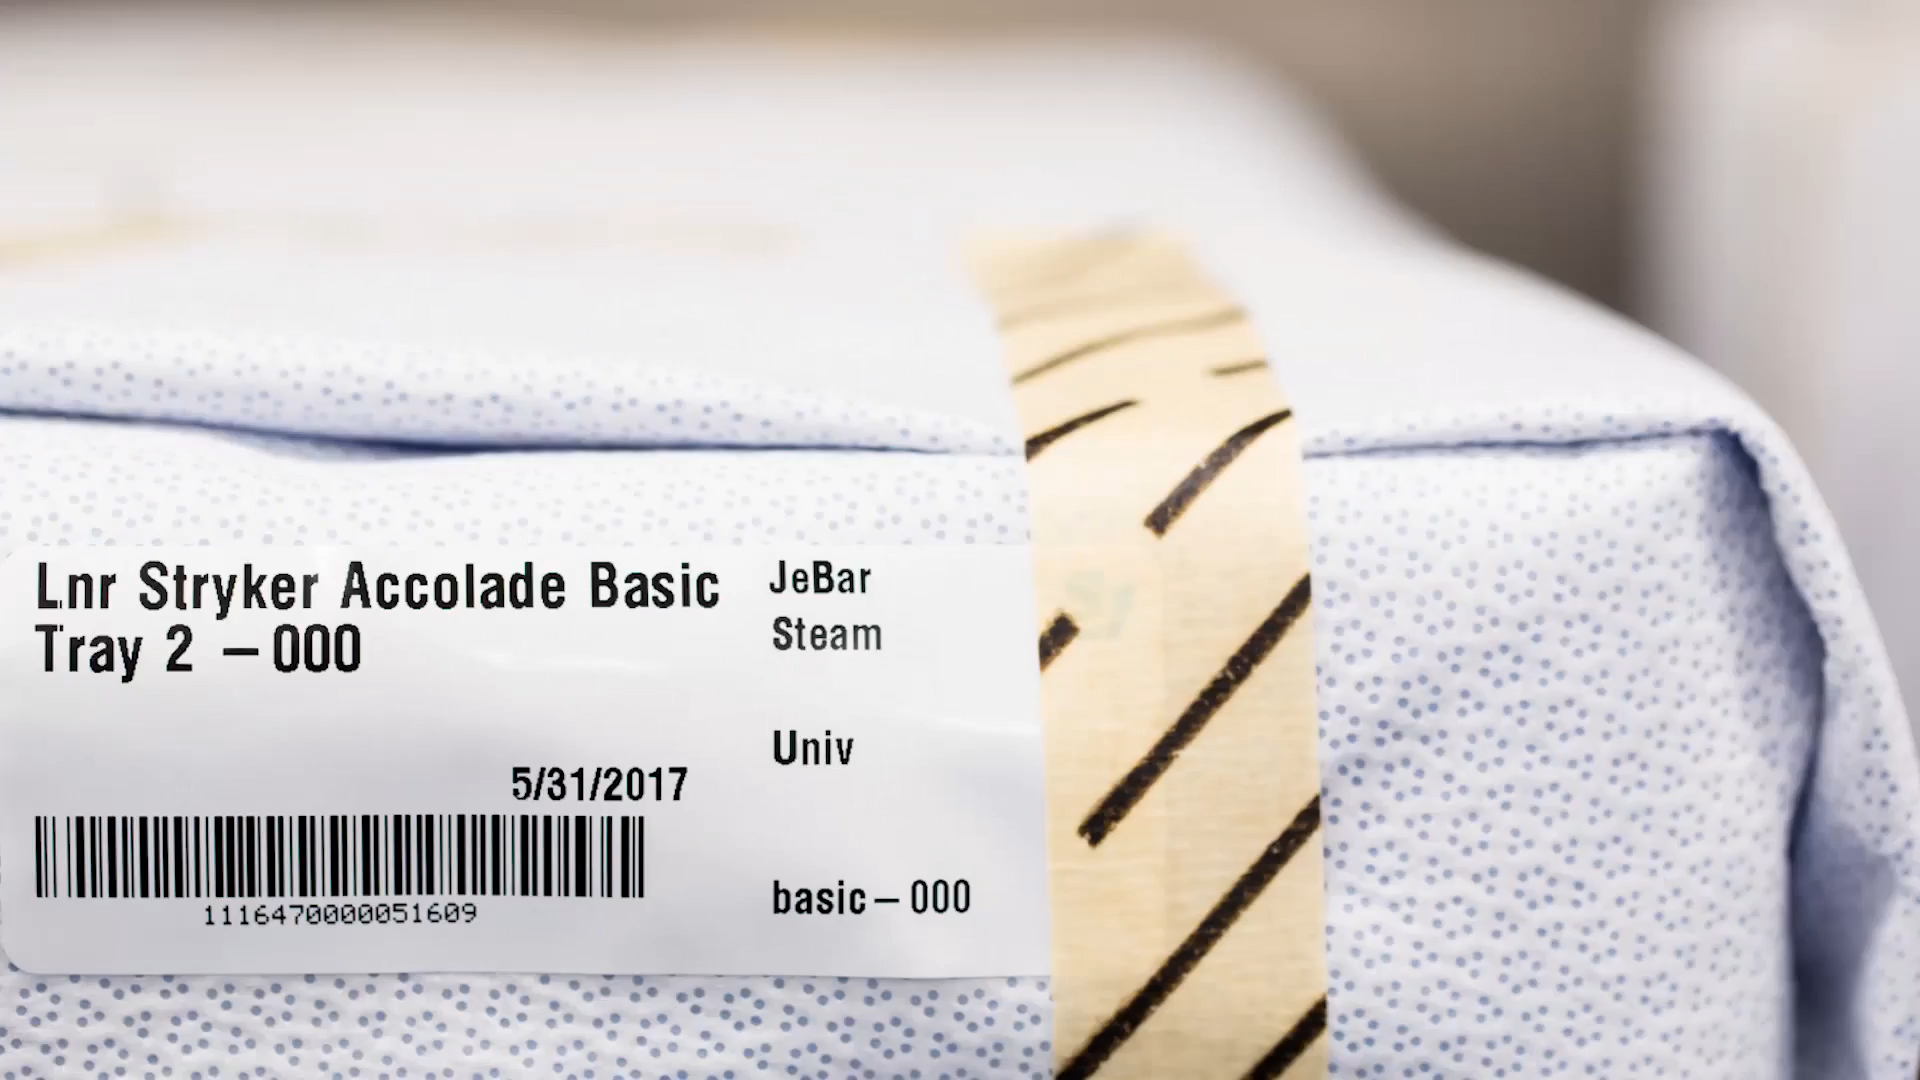 Lnr Stryker Accolade Basic
Tray 2 – 000
5/31/2017
1116470000051609
JeBar
Steam
Univ
basic – 000